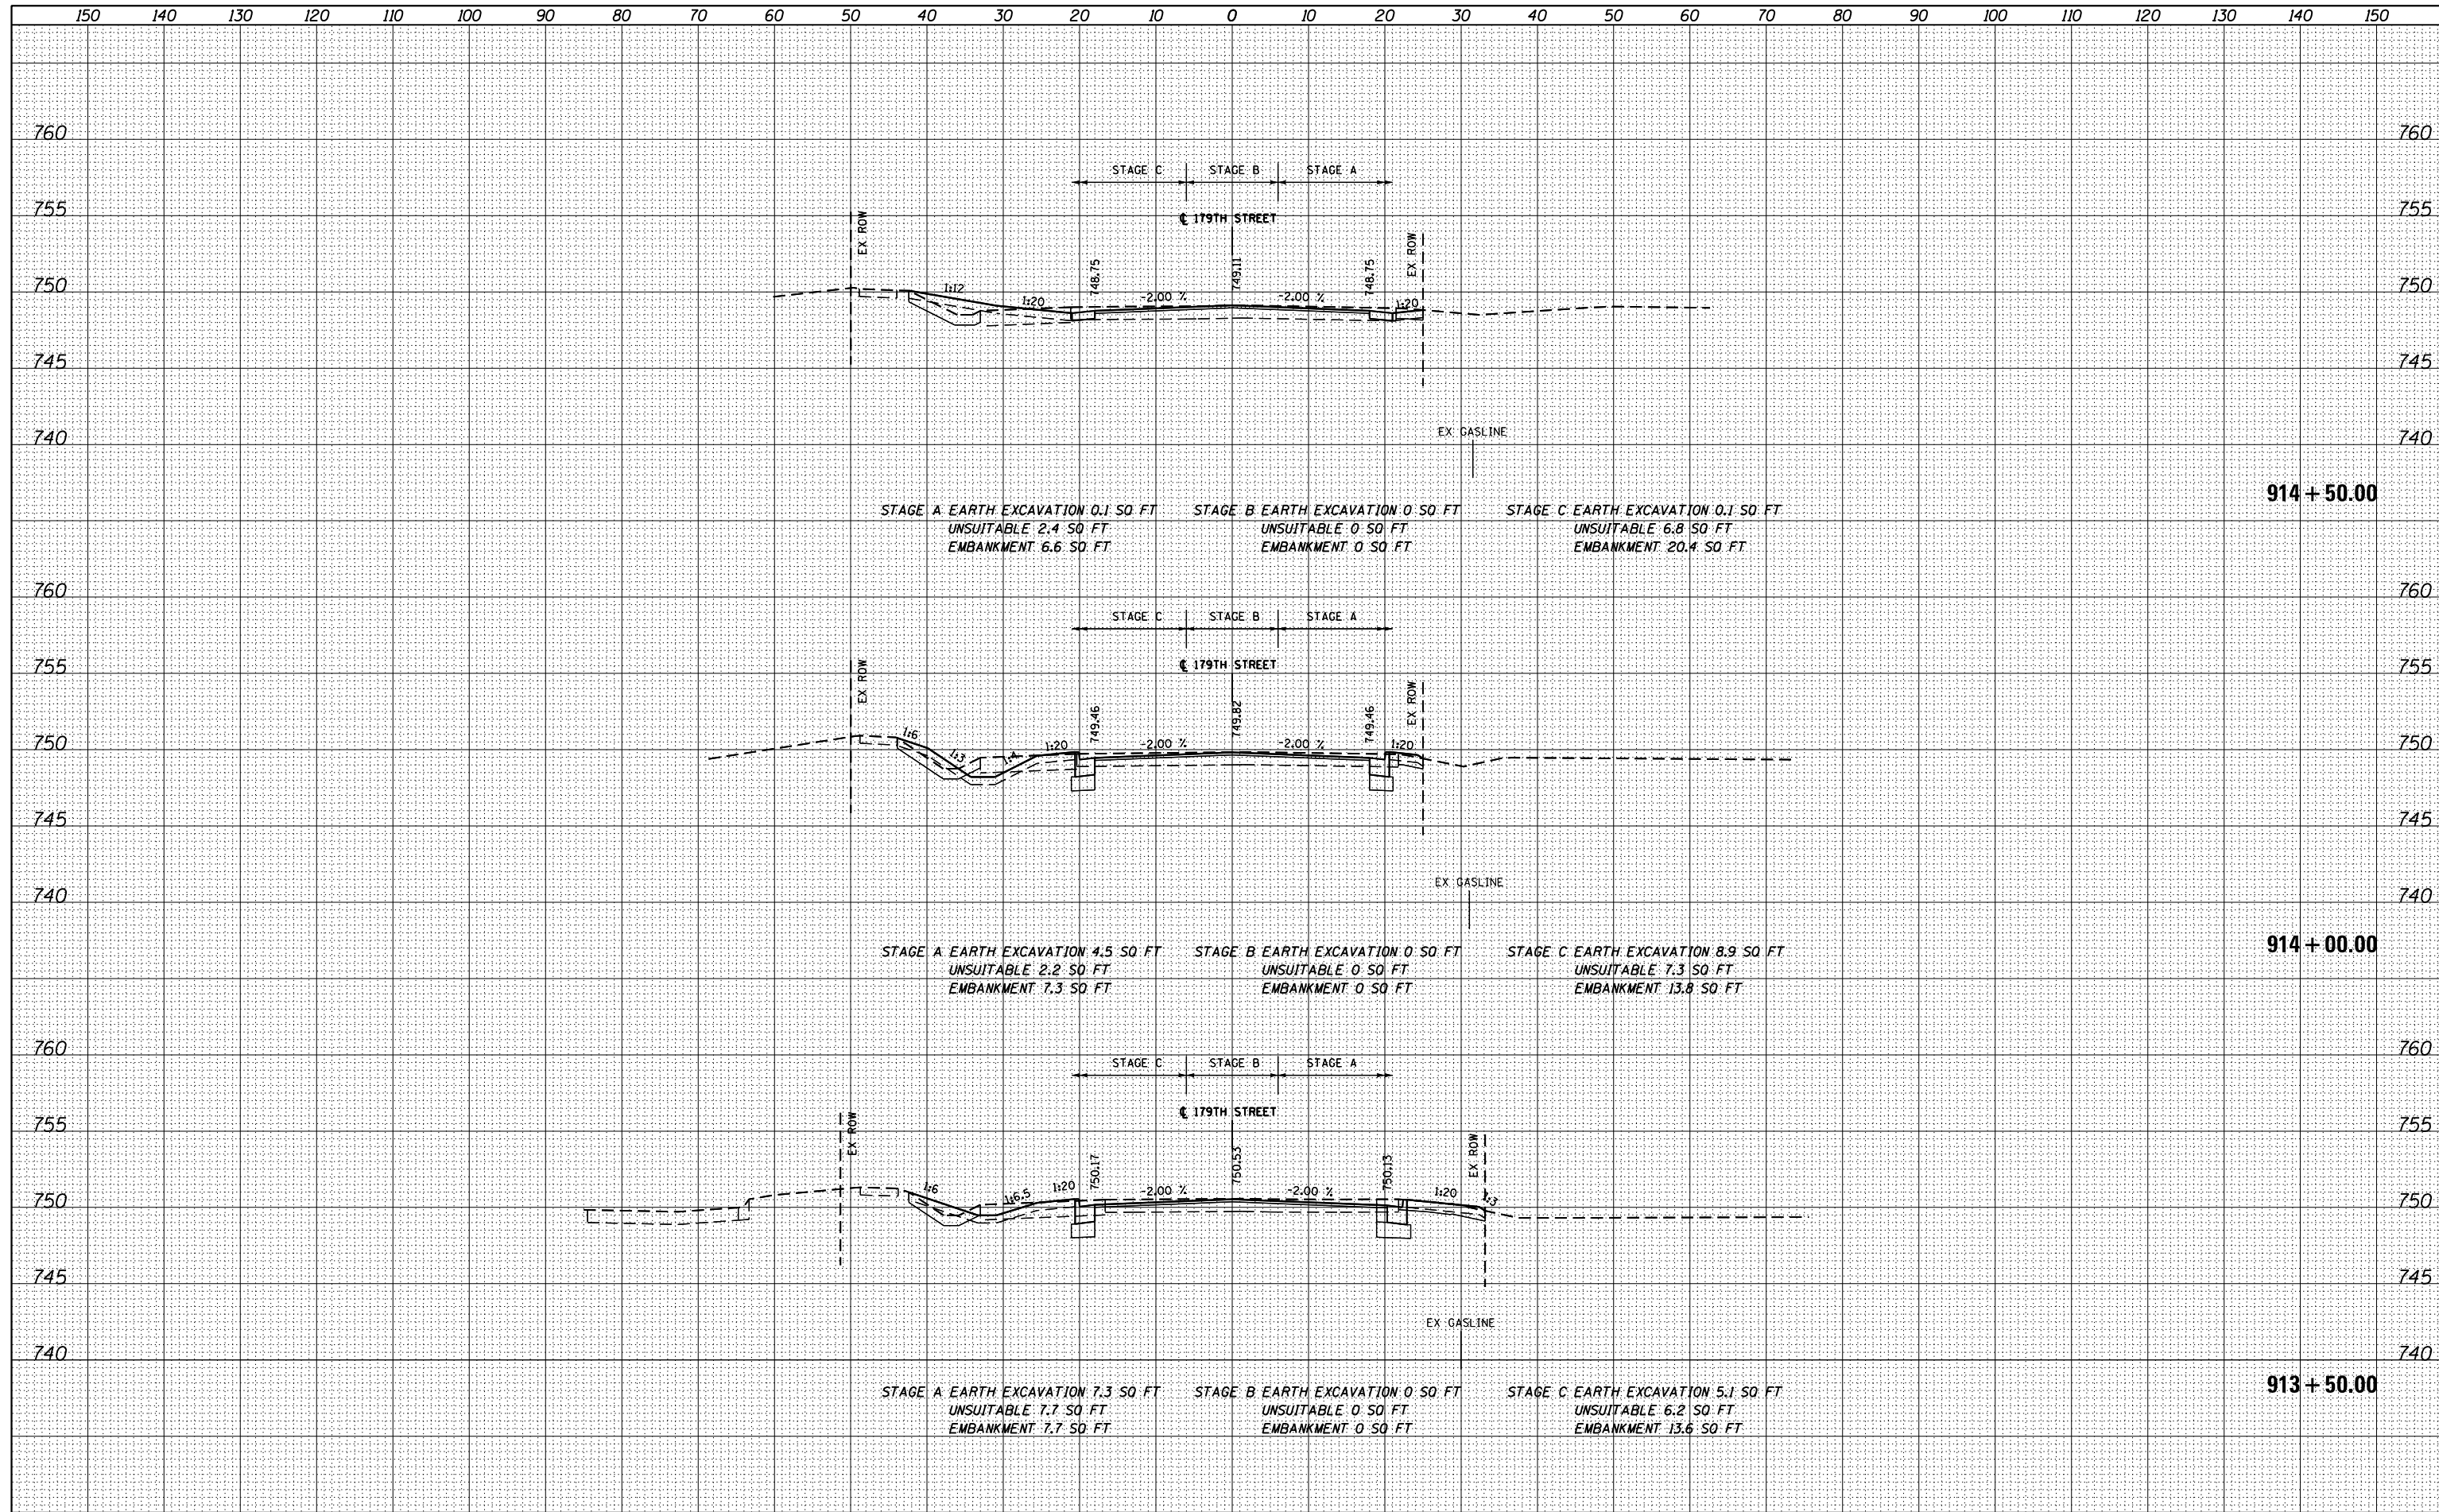 150 140 130 120 110 100 90 80 70 60 50 40 30 20 10 0 10 20 30 40 50 60 70 80 90 100 110 120 130 140 150
760 760
STAGE C STAGE B STAGE A
755 755
EX ROW ℄ 179TH STREET EX ROW
748.75 749.11 748.75
750 1:12 1:20 -2.00 % -2.00 % 1:20 750
745 745
740 EX GASLINE 740
914+50.00
STAGE A EARTH EXCAVATION 0.1 SQ FT STAGE B EARTH EXCAVATION 0 SQ FT STAGE C EARTH EXCAVATION 0.1 SQ FT
UNSUITABLE 2.4 SQ FT UNSUITABLE 0 SQ FT UNSUITABLE 6.8 SQ FT
EMBANKMENT 6.6 SQ FT EMBANKMENT 0 SQ FT EMBANKMENT 20.4 SQ FT
760 760
STAGE C STAGE B STAGE A
755 755
EX ROW ℄ 179TH STREET EX ROW
749.46 749.82 749.46
750 1:6 1:3 1:4 1:20 -2.00 % -2.00 % 1:20 750
745 745
740 EX GASLINE 740
914+00.00
STAGE A EARTH EXCAVATION 4.5 SQ FT STAGE B EARTH EXCAVATION 0 SQ FT STAGE C EARTH EXCAVATION 8.9 SQ FT
UNSUITABLE 2.2 SQ FT UNSUITABLE 0 SQ FT UNSUITABLE 7.3 SQ FT
EMBANKMENT 7.3 SQ FT EMBANKMENT 0 SQ FT EMBANKMENT 13.8 SQ FT
760 760
STAGE C STAGE B STAGE A
755 755
EX ROW ℄ 179TH STREET EX ROW
750.17 750.53 750.13
750 1:6 1:6.5 1:20 -2.00 % -2.00 % 1:20 1:3 750
745 745
EX GASLINE
740 740
913+50.00
STAGE A EARTH EXCAVATION 7.3 SQ FT STAGE B EARTH EXCAVATION 0 SQ FT STAGE C EARTH EXCAVATION 5.1 SQ FT
UNSUITABLE 7.7 SQ FT UNSUITABLE 0 SQ FT UNSUITABLE 6.2 SQ FT
EMBANKMENT 7.7 SQ FT EMBANKMENT 0 SQ FT EMBANKMENT 13.6 SQ FT